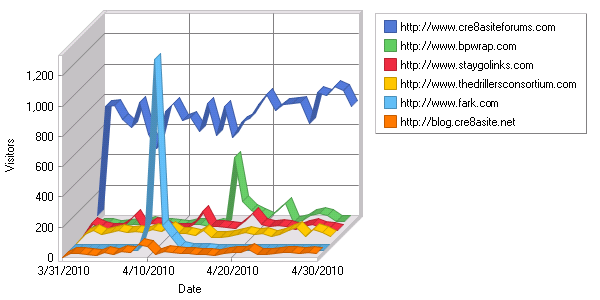 http://www.cre8asiteforums.com
http://www.bpwrap.com
http://www.staygolinks.com
http://www.thedrillersconsortium.com
http://www.fark.com
http://blog.cre8asite.net
Visitors
1,200
1,000
800
600
400
200
0
3/31/2010 4/10/2010 4/20/2010 4/30/2010
Date